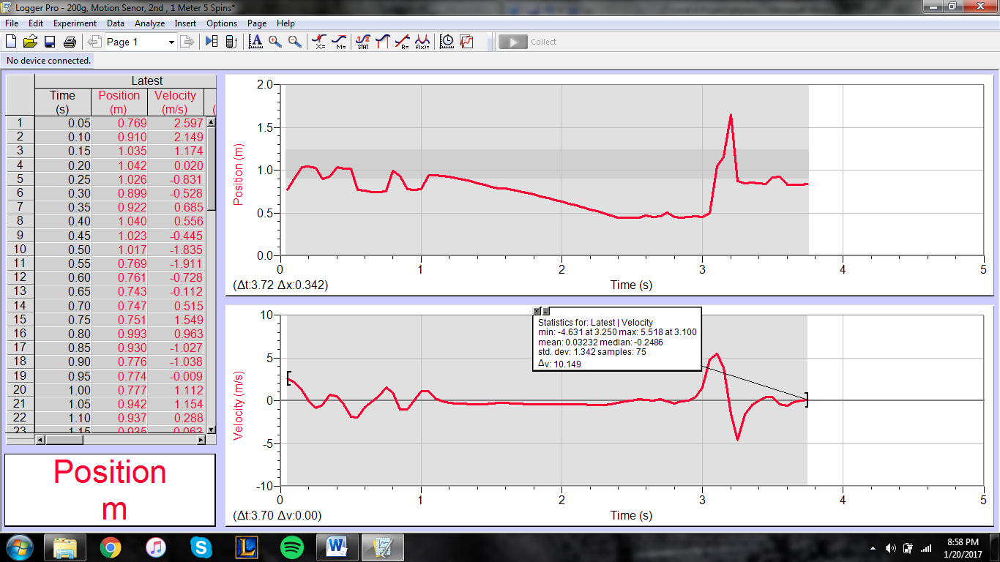 Logger Pro - 200g, Motion Senor, 2nd , 1 Meter 5 Spins*
File Edit Experiment Data Analyze Insert Options Page Help
Page 1
A
X=
M=
1/2
STAT
R=
f(x)=
Collect
No device connected.
Latest
Time Position Velocity
(s) (m) (m/s) (
1 0.05 0.769 2.597
2 0.10 0.910 2.149
3 0.15 1.035 1.174
4 0.20 1.042 0.020
5 0.25 1.026 -0.831
6 0.30 0.899 -0.528
7 0.35 0.922 0.685
8 0.40 1.040 0.556
9 0.45 1.023 -0.445
10 0.50 1.017 -1.835
11 0.55 0.769 -1.911
12 0.60 0.761 -0.728
13 0.65 0.743 -0.112
14 0.70 0.747 0.515
15 0.75 0.751 1.549
16 0.80 0.993 0.963
17 0.85 0.930 -1.027
18 0.90 0.776 -1.038
19 0.95 0.774 -0.009
20 1.00 0.777 1.112
21 1.05 0.942 1.154
22 1.10 0.937 0.288
23 1.15 0.935 0.063
Position
m
2.0
1.5
1.0
0.5
0.0
Position (m)
0 1 2 3 4 5
(Δt:3.72 Δx:0.342)
Time (s)
10
5
0
-5
-10
Velocity (m/s)
Statistics for: Latest | Velocity
min: -4.631 at 3.250 max: 5.518 at 3.100
mean: 0.03232 median: -0.2486
std. dev: 1.342 samples: 75
Δv: 10.149
0 1 2 3 4 5
(Δt:3.70 Δv:0.00)
Time (s)
S
L
W
8:58 PM
1/20/2017